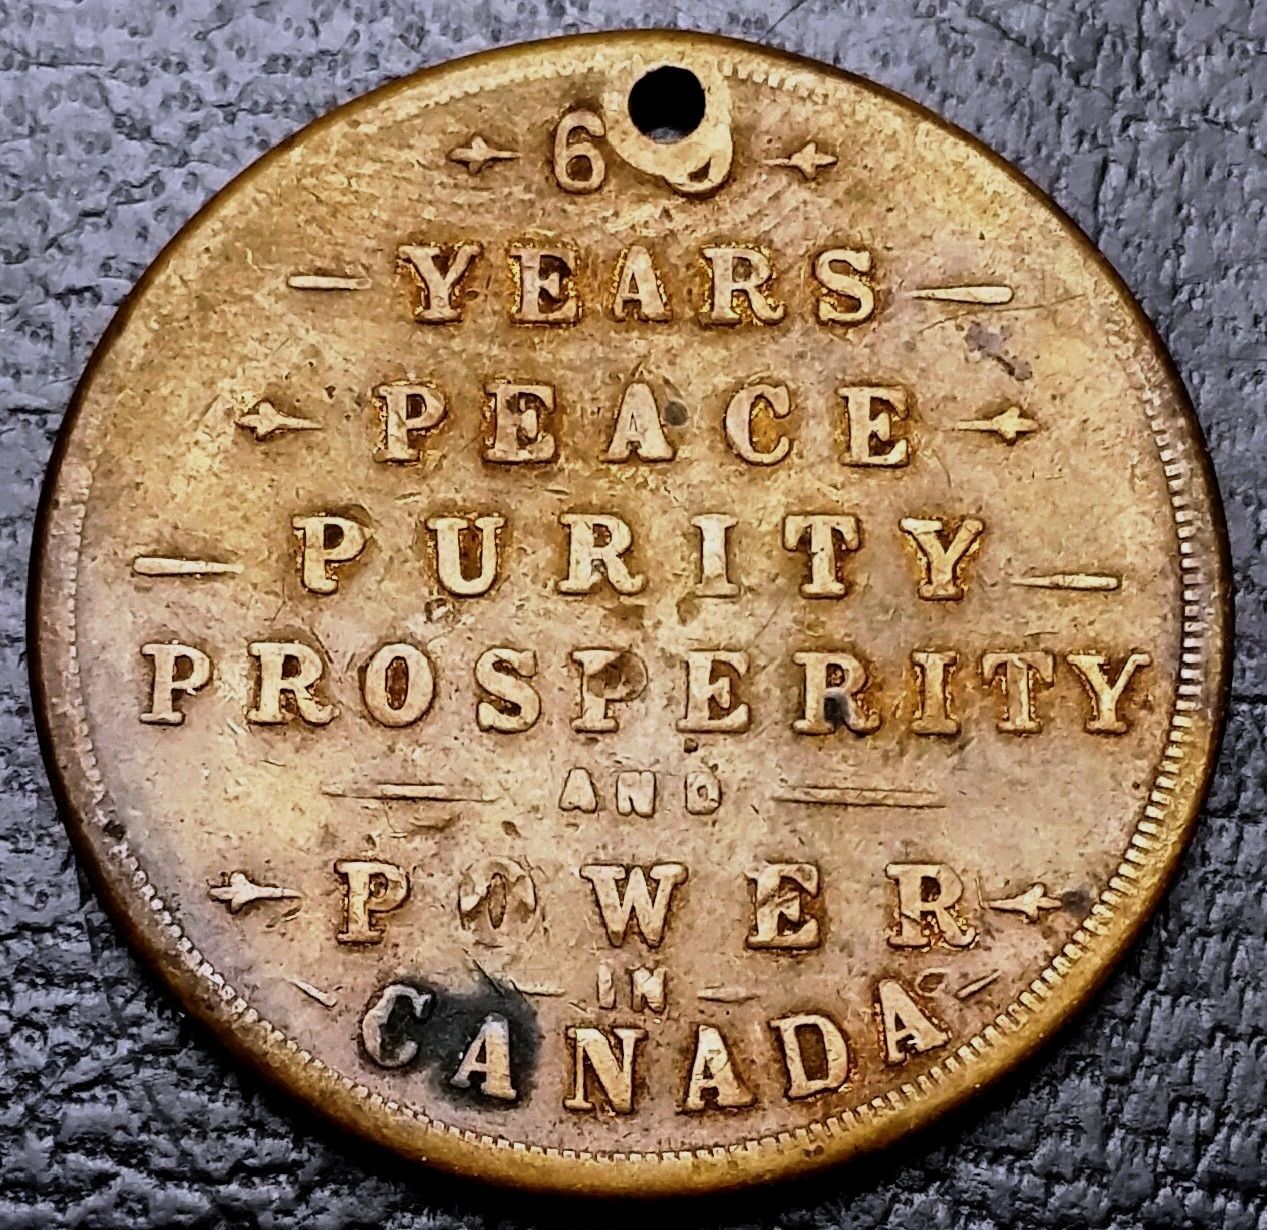 6
YEARS
PEACE
PURITY
PROSPERITY
AND
POWER
IN
CANADA